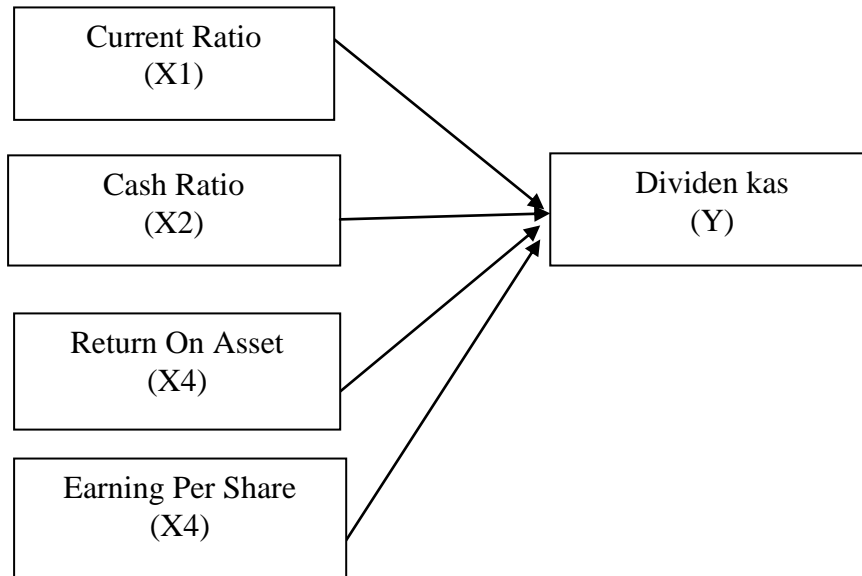 Current Ratio
(X1)
Cash Ratio
(X2)
Return On Asset
(X4)
Earning Per Share
(X4)
Dividen kas
(Y)